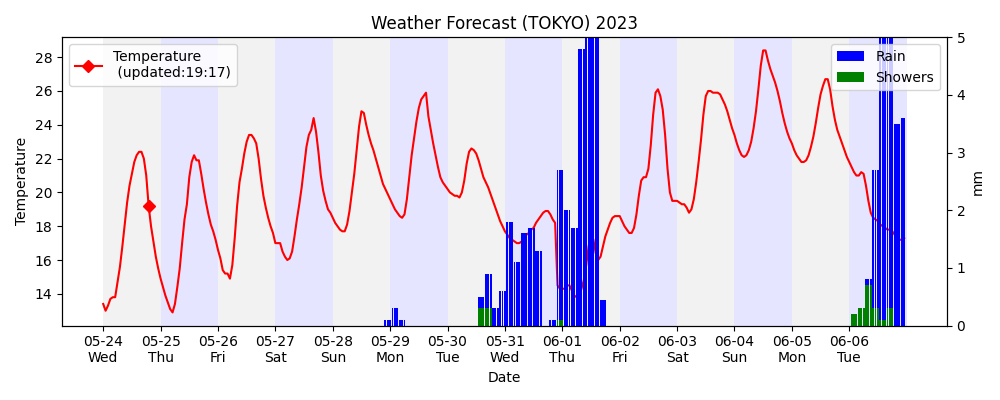 Weather Forecast (TOKYO) 2023
Temperature
(updated:19:17)
Rain
Showers
Temperature
28
26
24
22
20
18
16
14
5
4
3
2
1
0
mm
05-24 05-25 05-26 05-27 05-28 05-29 05-30 05-31 06-01 06-02 06-03 06-04 06-05 06-06
Wed Thu Fri Sat Sun Mon Tue Wed Thu Fri Sat Sun Mon Tue
Date